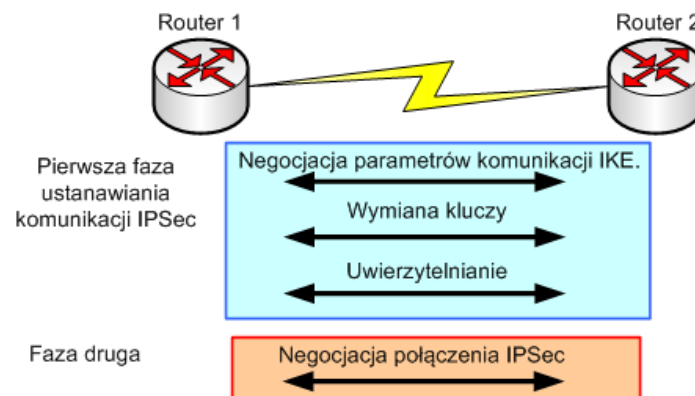 Router 1
Router 2
Pierwsza faza
ustanawiania
komunikacji IPSec
Negocjacja parametrów komunikacji IKE.
Wymiana kluczy
Uwierzytelnianie
Faza druga
Negocjacja połączenia IPSec